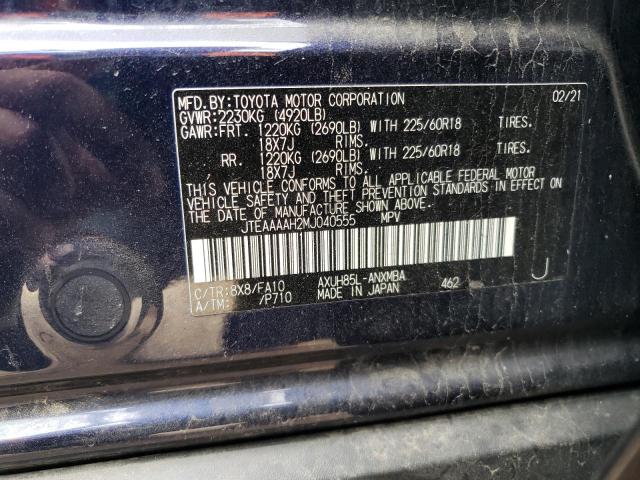 MFD.BY:TOYOTA MOTOR CORPORATION 02/21
GVWR:2230KG (4920LB)
GAWR:FRT. 1220KG (2690LB) WITH 225/60R18 TIRES.
18X7J RIMS.
RR. 1220KG (2690LB) WITH 225/60R18 TIRES.
18X7J RIMS.
THIS VEHICLE CONFORMS TO ALL APPLICABLE FEDERAL MOTOR
VEHICLE SAFETY AND THEFT PREVENTION STANDARDS IN EFFECT
ON THE DATE OF MANUFACTURE SHOWN ABOVE.
JTEAAAAH2MJ040555 MPV
C/TR:8X8/FA10 AXUH85L-ANXMBA 462 J
A/TM: /P710 MADE IN JAPAN